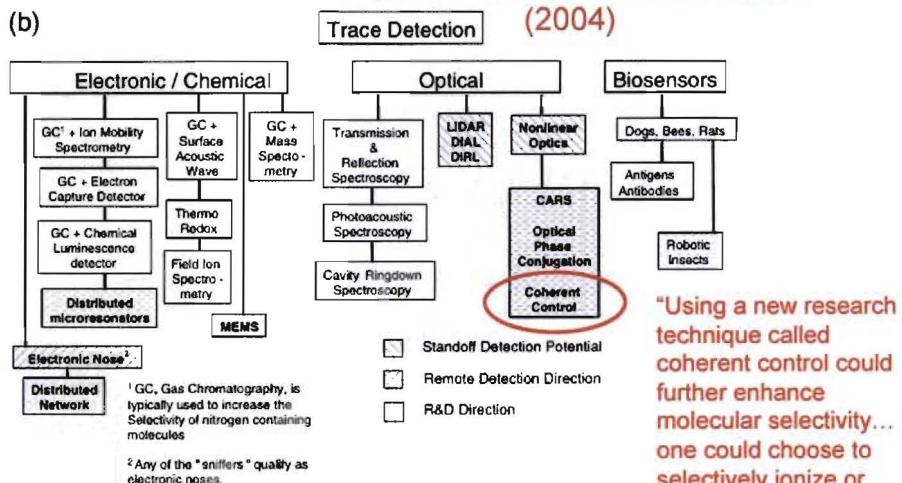 (b)
Trace Detection
(2004)
Electronic / Chemical
Optical
Biosensors
GC¹ + Ion Mobility
Spectrometry
GC + Electron
Capture Detector
GC + Chemical
Luminescence
detector
Distributed
microresonators
Electronic Nose²
Distributed
Network
GC +
Surface
Acoustic
Wave
Thermo
Redox
Field Ion
Spectro -
metry
MEMS
GC +
Mass
Specto -
metry
Transmission
&
Reflection
Spectroscopy
Photoacoustic
Spectroscopy
Cavity Ringdown
Spectroscopy
LIDAR
DIAL
DIRL
Nonlinear
Optics
CARS
Optical
Phase
Conjugation
Coherent
Control
Dogs, Bees, Rats
Antigens
Antibodies
Robotic
Insects
Standoff Detection Potential
Remote Detection Direction
R&D Direction
¹ GC, Gas Chromatography, is
typically used to increase the
Selectivity of nitrogen containing
molecules
² Any of the "sniffers" qualify as
electronic noses.
"Using a new research
technique called
coherent control could
further enhance
molecular selectivity…
one could choose to
selectively ionize or